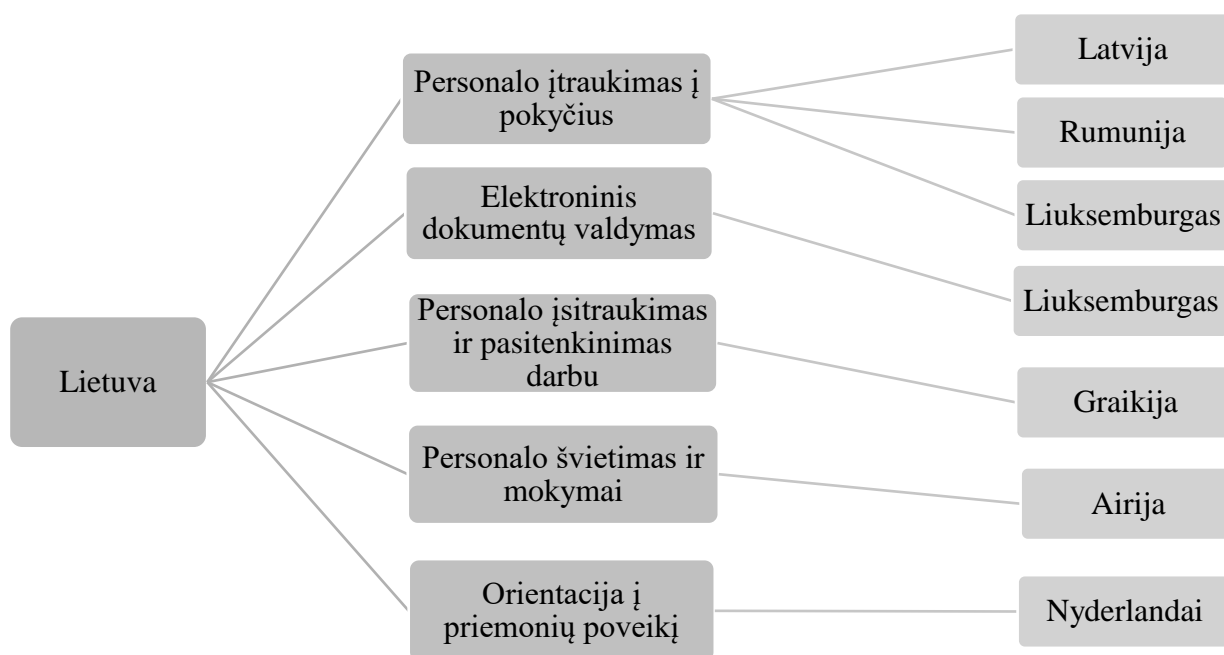 Lietuva
Personalo įtraukimas į
pokyčius
Elektroninis
dokumentų valdymas
Personalo įsitraukimas
ir pasitenkinimas
darbu
Personalo švietimas ir
mokymai
Orientacija į
priemonių poveikį
Latvija
Rumunija
Liuksemburgas
Liuksemburgas
Graikija
Airija
Nyderlandai